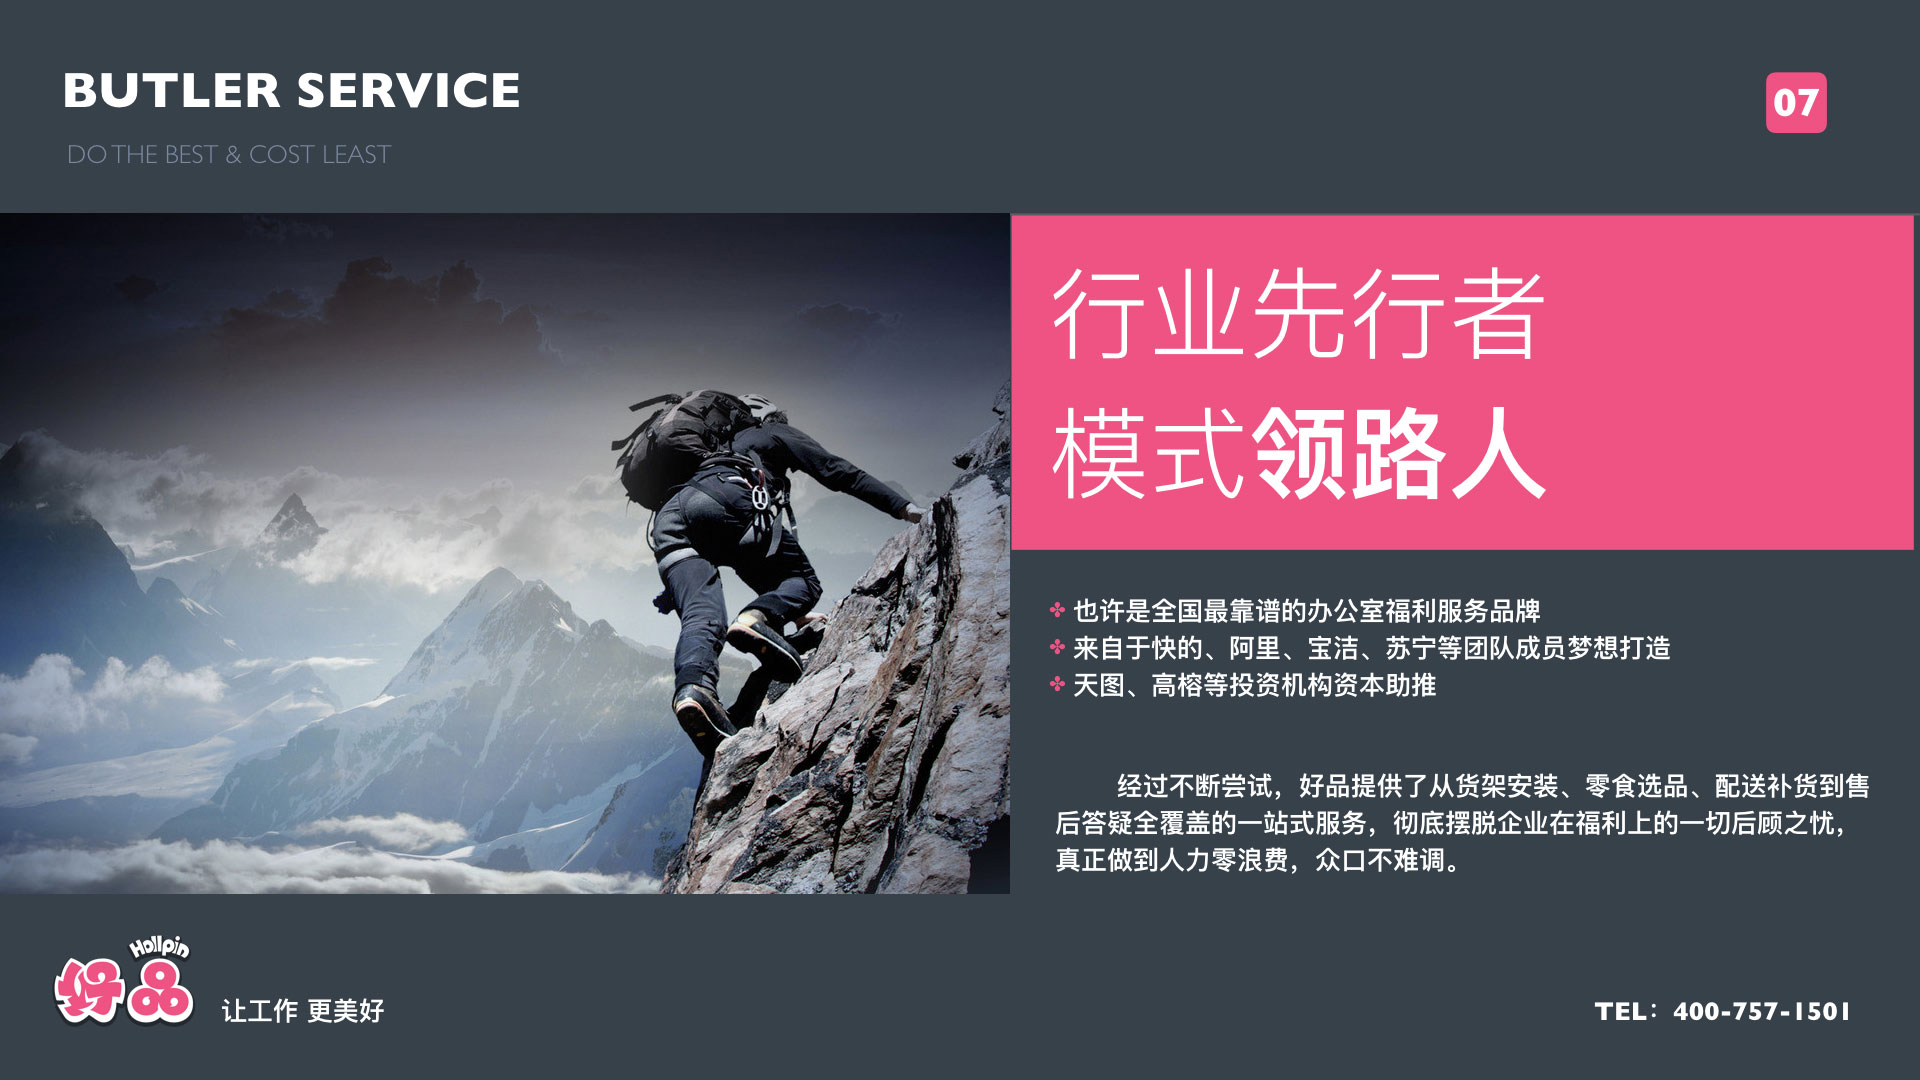 BUTLER SERVICE
DO THE BEST & COST LEAST
07
行业先行者
模式领路人
也许是全国最靠谱的办公室福利服务品牌
来自于快的、阿里、宝洁、苏宁等团队成员梦想打造
天图、高榕等投资机构资本助推
经过不断尝试，好品提供了从货架安装、零食选品、配送补货到售
后答疑全覆盖的一站式服务，彻底摆脱企业在福利上的一切后顾之忧，
真正做到人力零浪费，众口不难调。
Hollpin
好品
让工作 更美好
TEL：400-757-1501